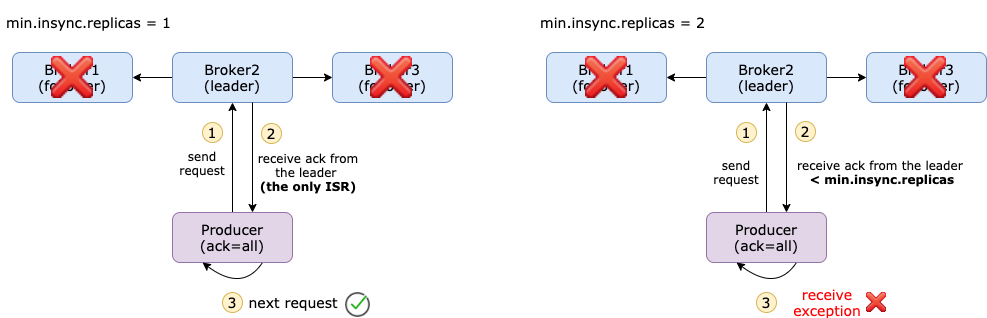 min.insync.replicas = 1
Broker2
(leader)
1
2
send
request
receive ack from
the leader
(the only ISR)
Producer
(ack=all)
3 next request
min.insync.replicas = 2
Broker2
(leader)
1
2
send
request
receive ack from the leader
< min.insync.replicas
Producer
(ack=all)
3
receive
exception